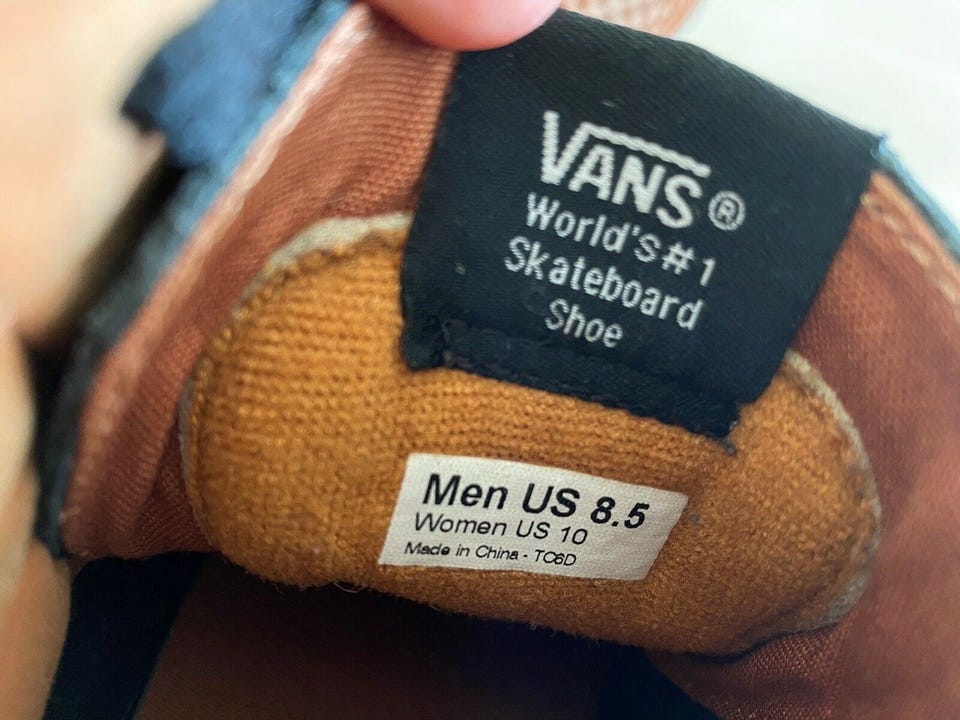 VANS®
World's #1
Skateboard
Shoe
Men US 8.5
Women US 10
Made in China - TC6D